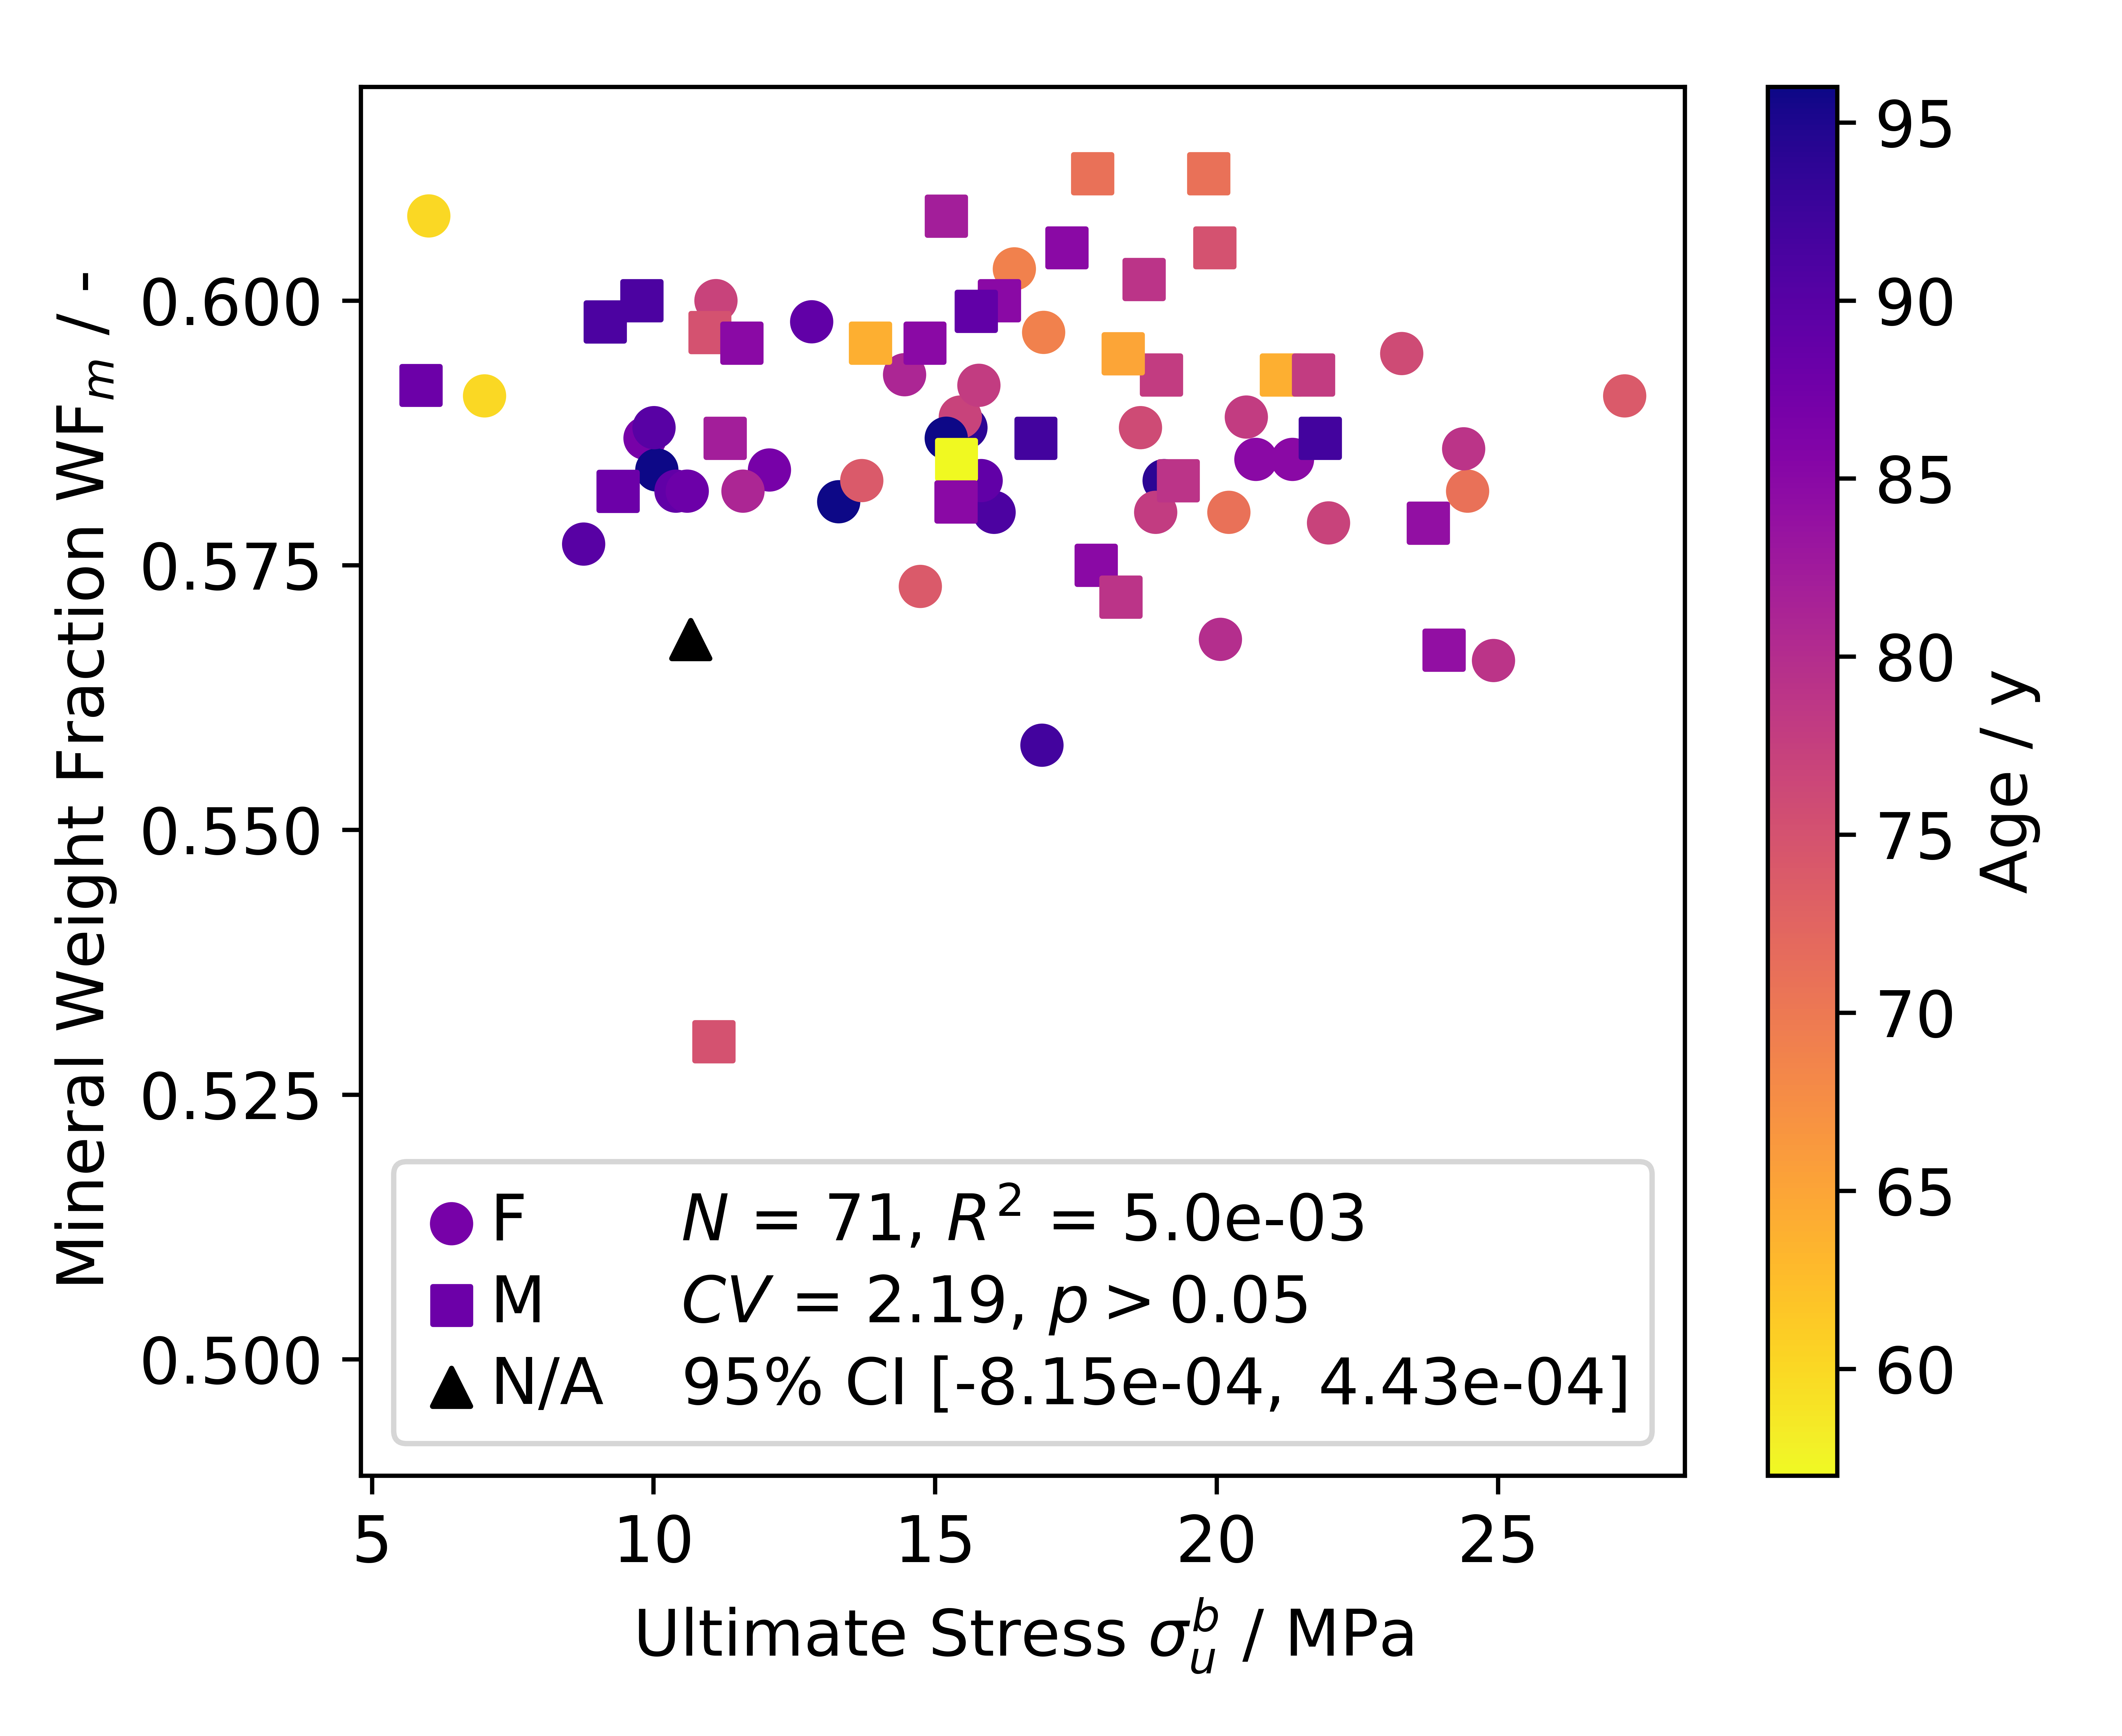 Mineral Weight Fraction WFm / -
0.600
0.575
0.550
0.525
0.500
F N = 71, R² = 5.0e-03
M CV = 2.19, p > 0.05
N/A 95% CI [-8.15e-04, 4.43e-04]
5 10 15 20 25
Ultimate Stress σᵇᵤ / MPa
95
90
85
80
75
70
65
60
Age / y